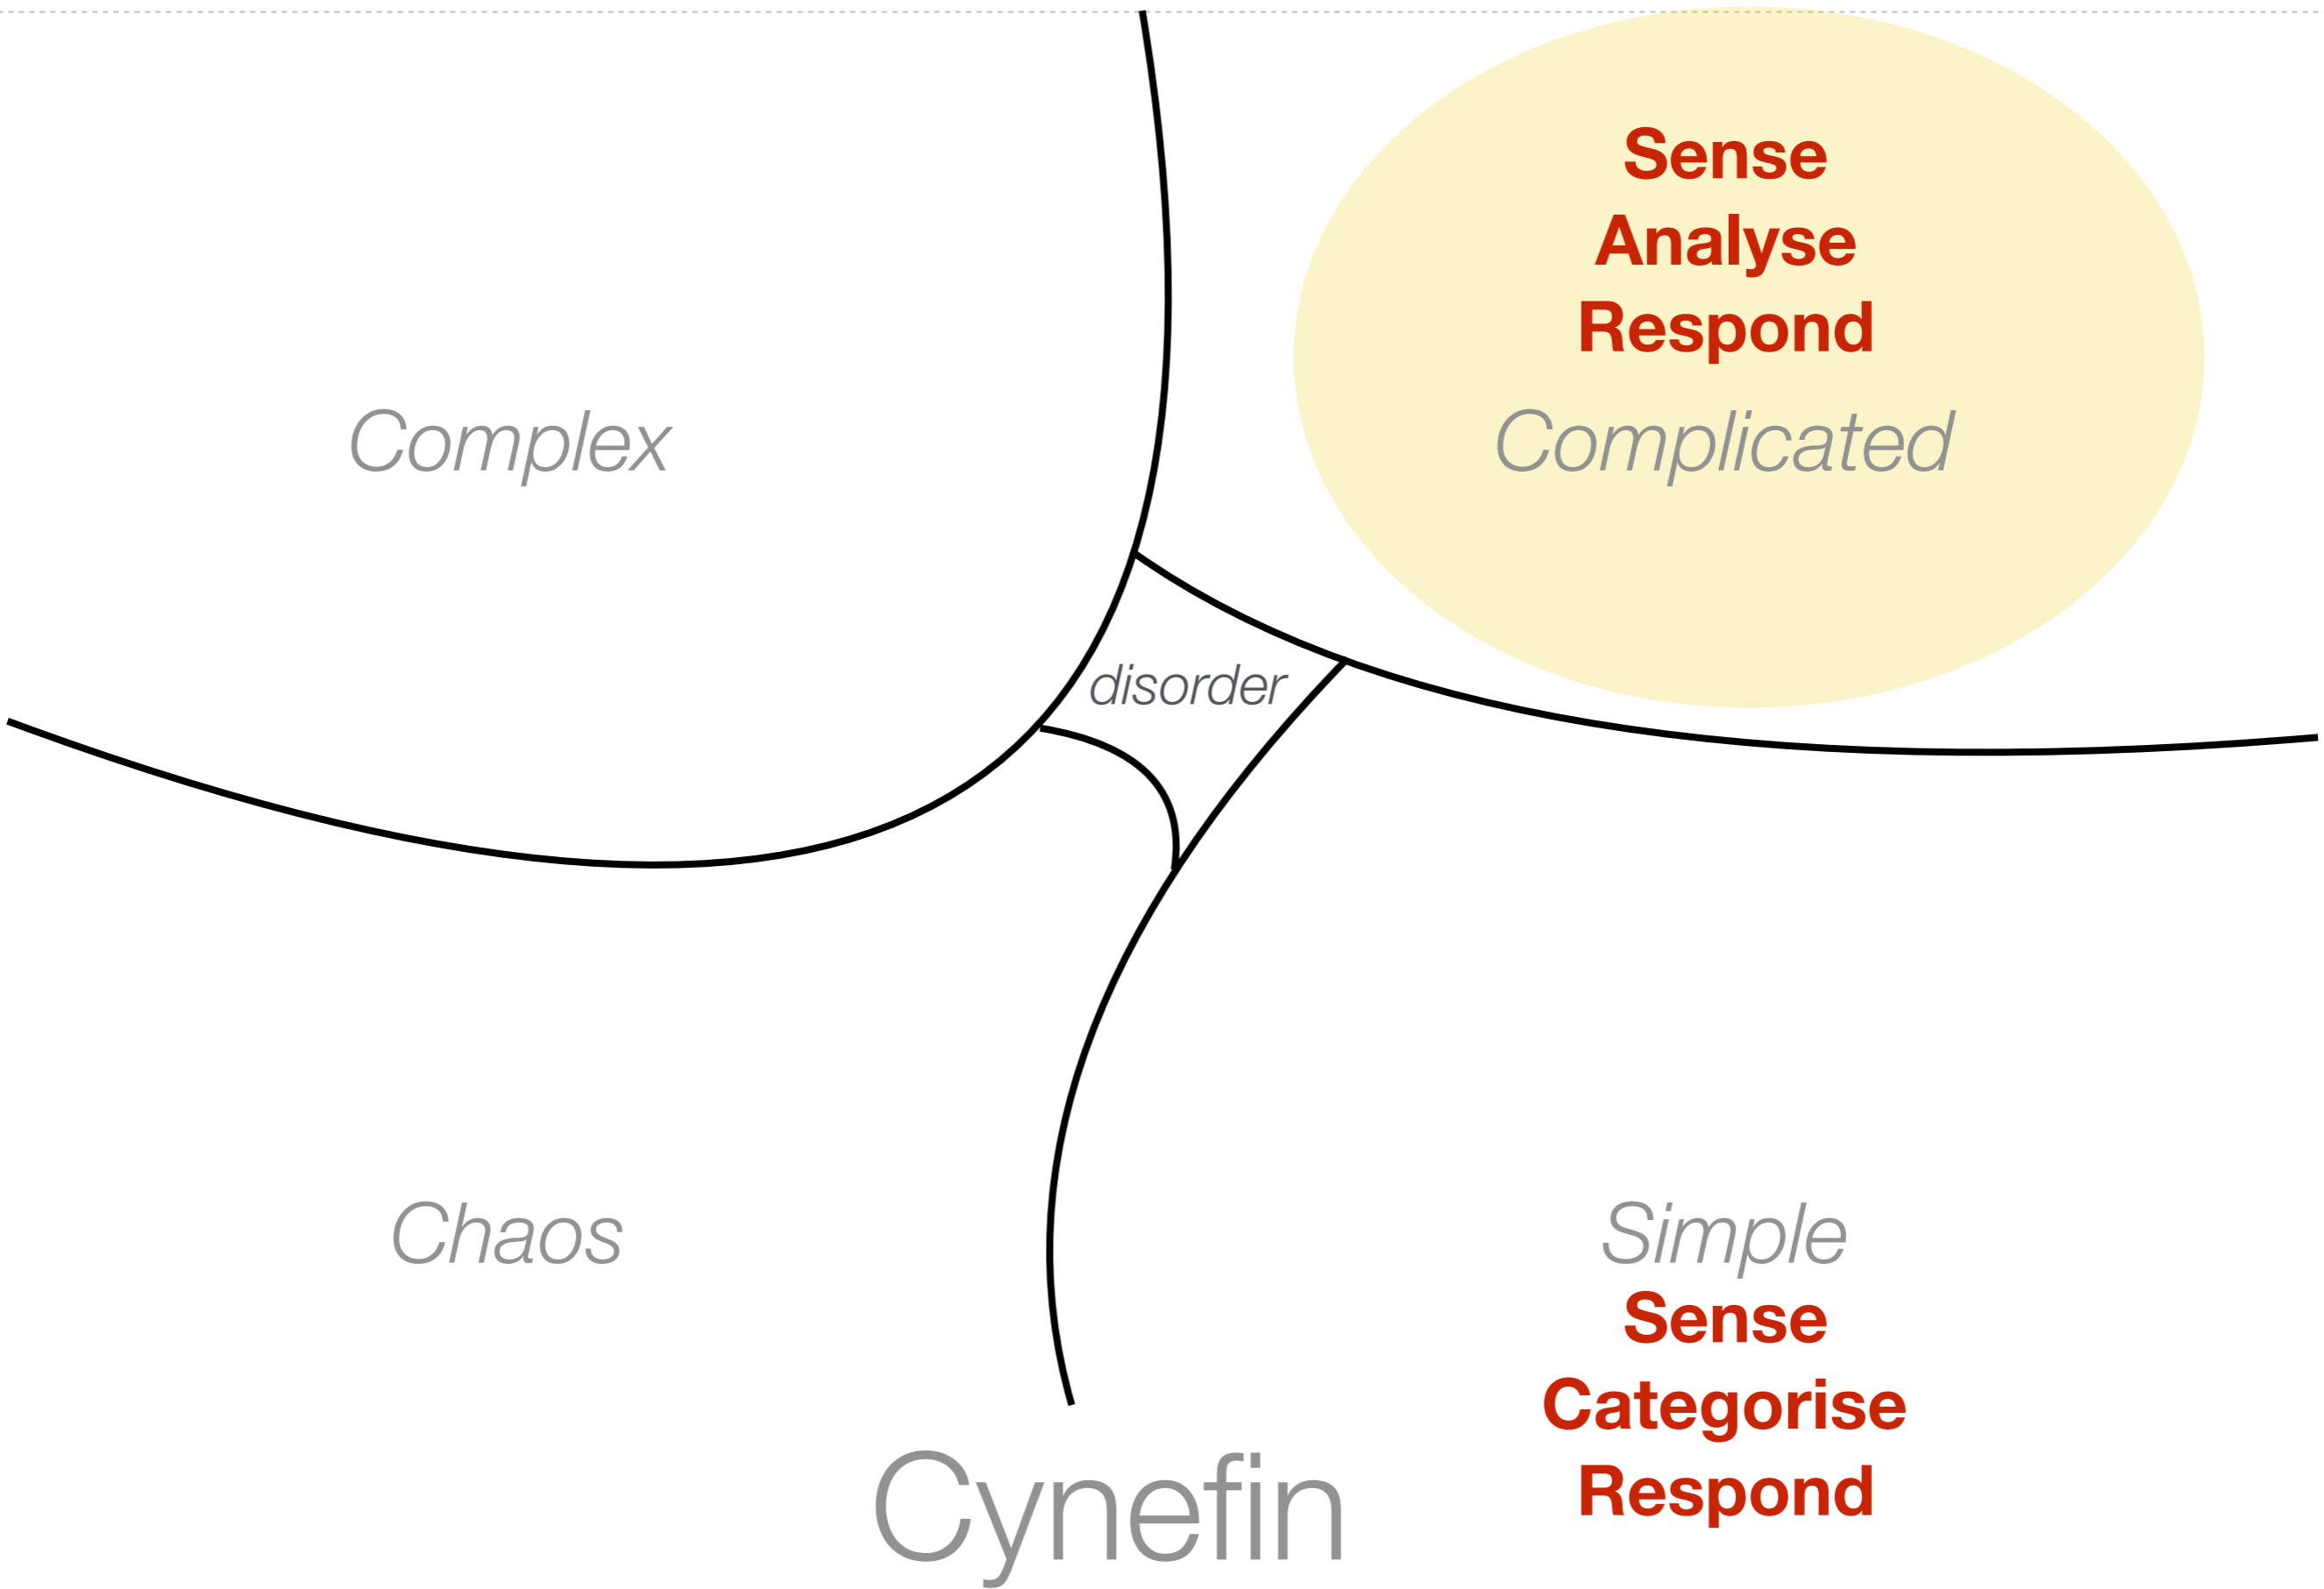 Sense
Analyse
Respond
Complex
Complicated
disorder
Chaos
Simple
Sense
Categorise
Respond
Cynefin